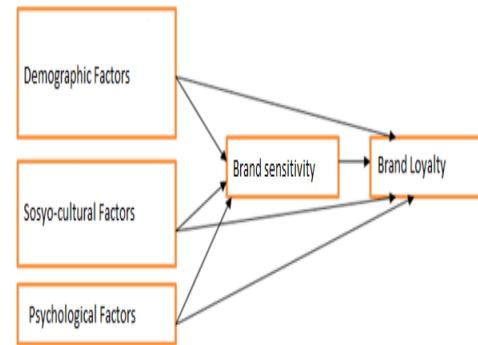 Demographic Factors
Brand sensitivity
Brand Loyalty
Sosyo-cultural Factors
Psychological Factors